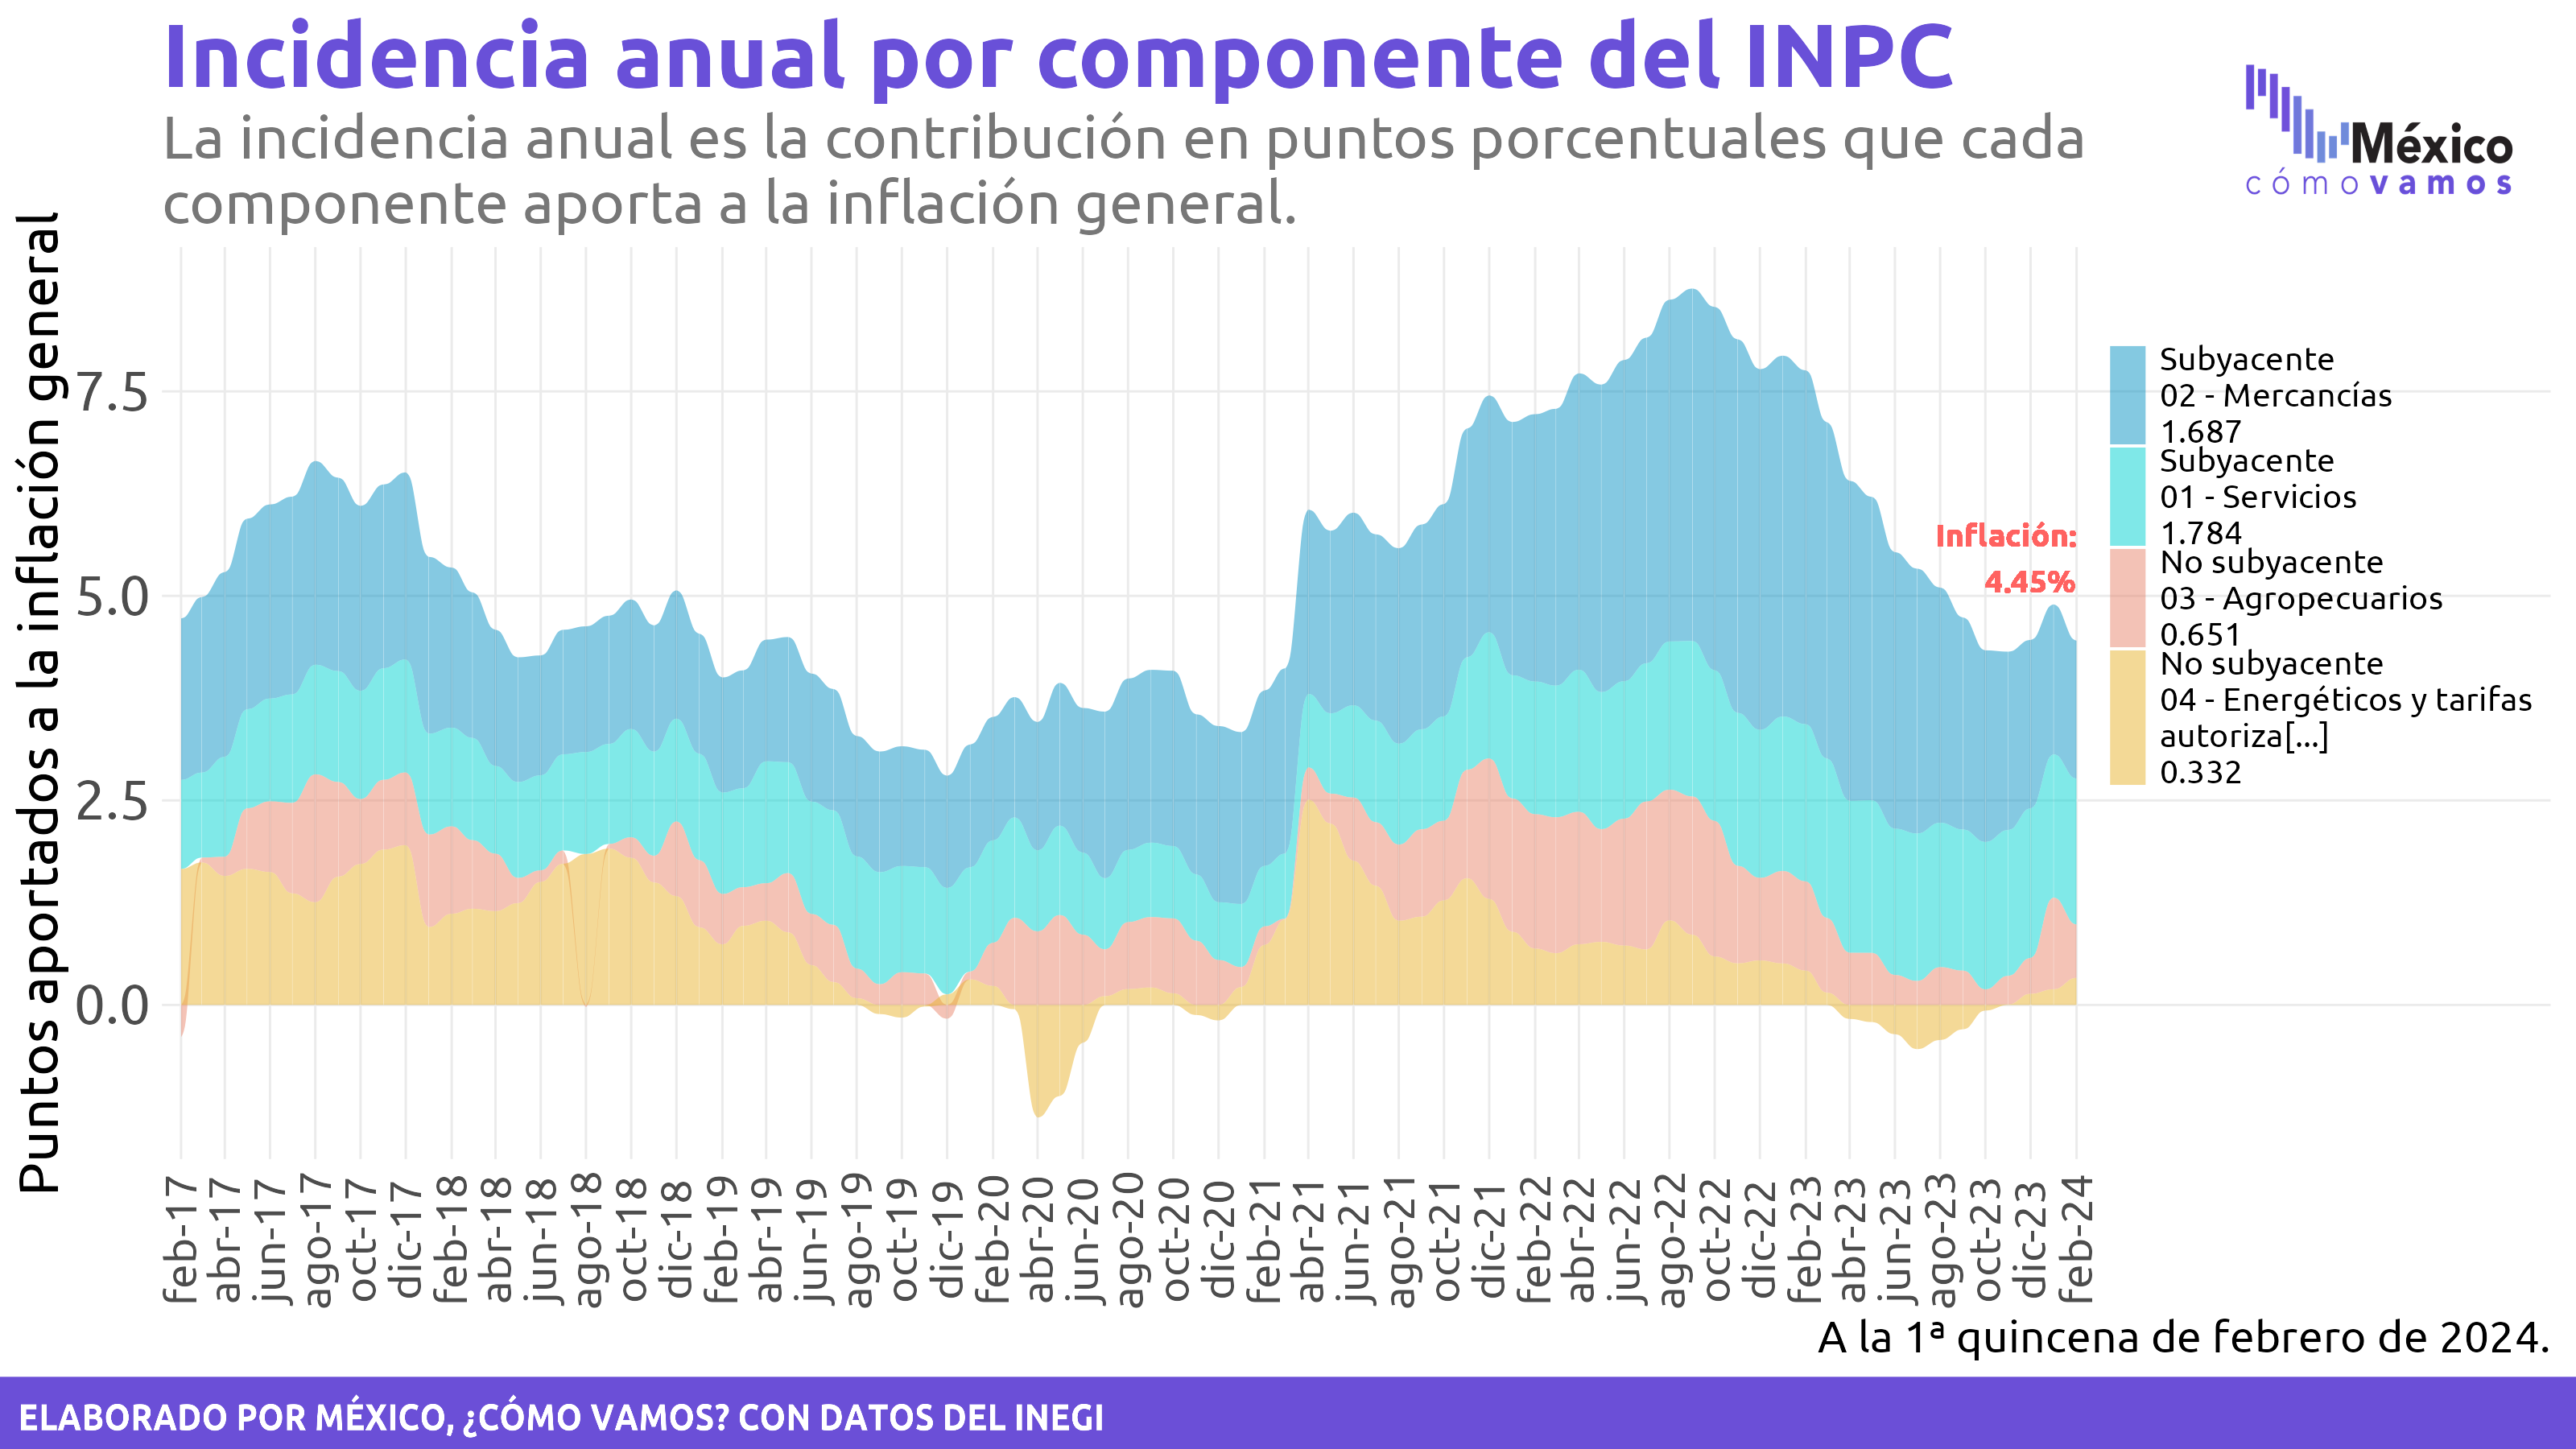 Incidencia anual por componente del INPC
La incidencia anual es la contribución en puntos porcentuales que cada
componente aporta a la inflación general.
México
cómo vamos
Puntos aportados a la inflación general
7.5
5.0
2.5
0.0
Inflación:
4.45%
Subyacente
02 - Mercancías
1.687
Subyacente
01 - Servicios
1.784
No subyacente
03 - Agropecuarios
0.651
No subyacente
04 - Energéticos y tarifas
autoriza[...]
0.332
feb-17
abr-17
jun-17
ago-17
oct-17
dic-17
feb-18
abr-18
jun-18
ago-18
oct-18
dic-18
feb-19
abr-19
jun-19
ago-19
oct-19
dic-19
feb-20
abr-20
jun-20
ago-20
oct-20
dic-20
feb-21
abr-21
jun-21
ago-21
oct-21
dic-21
feb-22
abr-22
jun-22
ago-22
oct-22
dic-22
feb-23
abr-23
jun-23
ago-23
oct-23
dic-23
feb-24
A la 1ª quincena de febrero de 2024.
ELABORADO POR MÉXICO, ¿CÓMO VAMOS? CON DATOS DEL INEGI